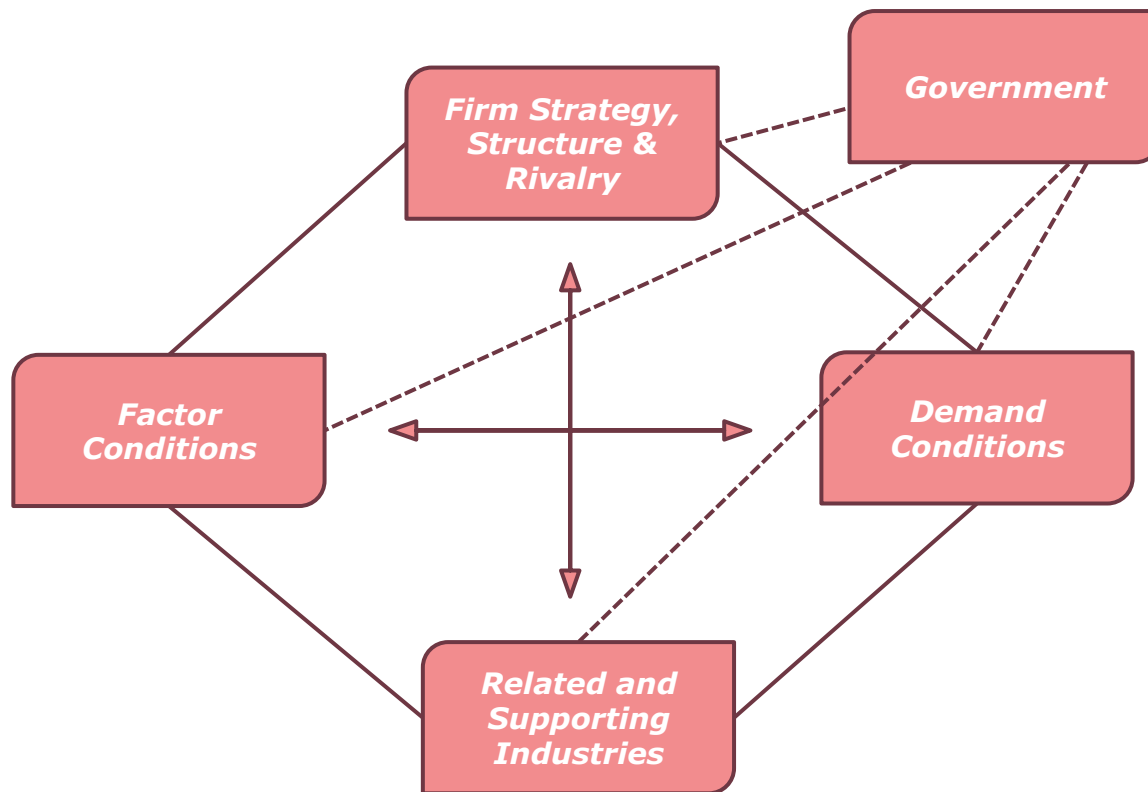 Government
Firm Strategy,
Structure &
Rivalry
Factor
Conditions
Demand
Conditions
Related and
Supporting
Industries